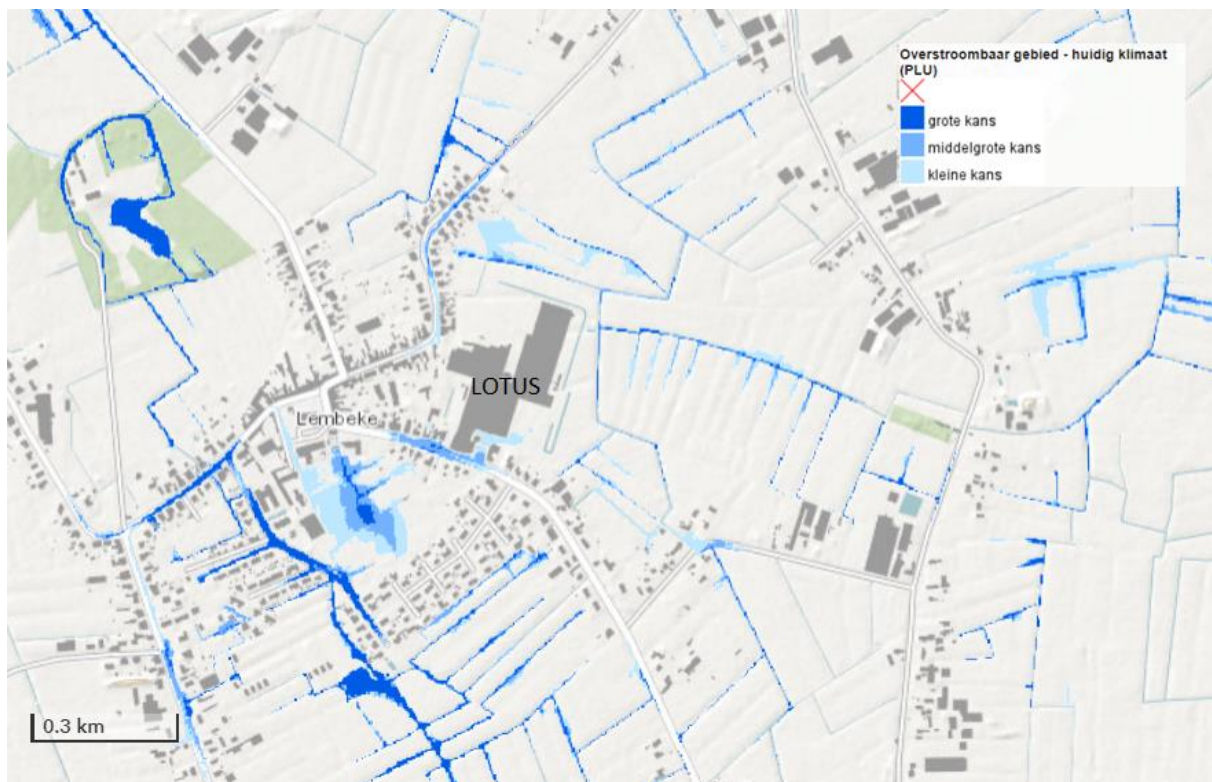 Overstroombaar gebied - huidig klimaat
(PLU)
grote kans
middelgrote kans
kleine kans
LOTUS
Lembeke
0.3 km